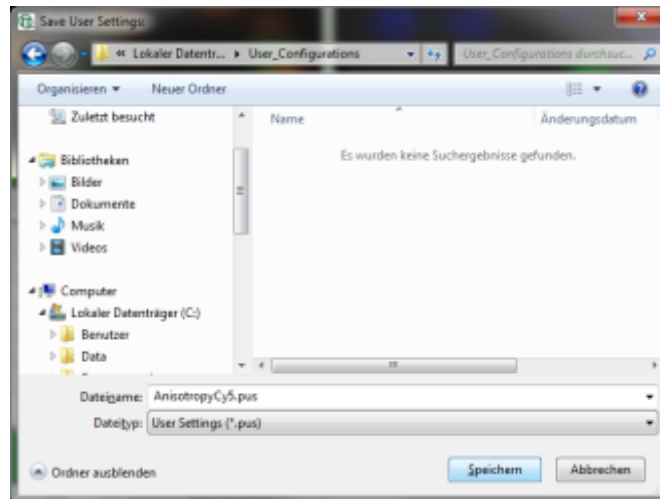 Save User Settings:
« Lokaler Datentr... ▸ User_Configurations
User_Configurations durchsuc...
Organisieren ▾ Neuer Ordner
Zuletzt besucht
Bibliotheken
Bilder
Dokumente
Musik
Videos
Computer
Lokaler Datenträger (C:)
Benutzer
Data
Name Änderungsdatum
Es wurden keine Suchergebnisse gefunden.
Dateiname: AnisotropyCy5.pus
Dateityp: User Settings (*.pus)
Ordner ausblenden Speichern Abbrechen